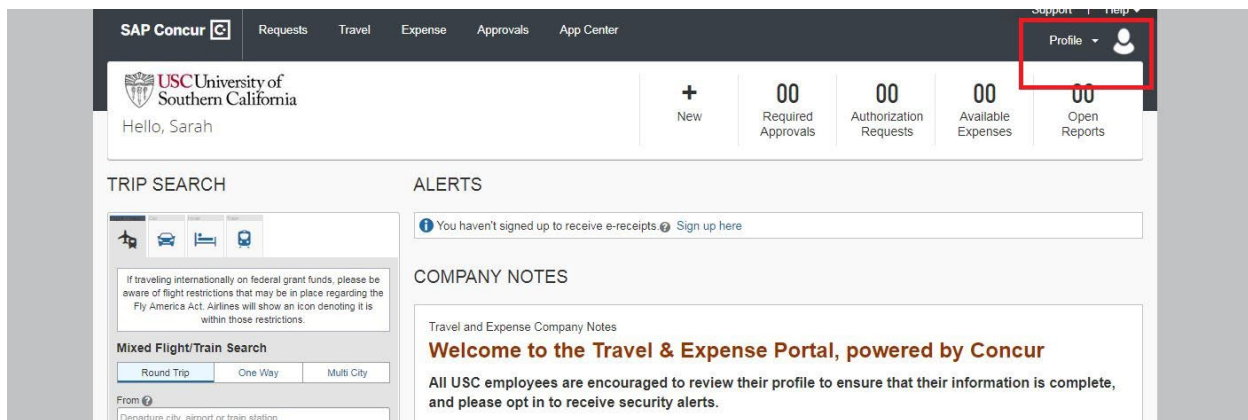 Support | Help
SAP Concur C Requests Travel Expense Approvals App Center
Profile
USC University of
Southern California
Hello, Sarah
+
New
00
Required
Approvals
00
Authorization
Requests
00
Available
Expenses
00
Open
Reports
TRIP SEARCH
If traveling internationally on federal grant funds, please be
aware of flight restrictions that may be in place regarding the
Fly America Act. Airlines will show an icon denoting it is
within those restrictions.
Mixed Flight/Train Search
Round Trip One Way Multi City
From ?
Departure city, airport or train station
ALERTS
You haven't signed up to receive e-receipts. ? Sign up here
COMPANY NOTES
Travel and Expense Company Notes
Welcome to the Travel & Expense Portal, powered by Concur
All USC employees are encouraged to review their profile to ensure that their information is complete,
and please opt in to receive security alerts.